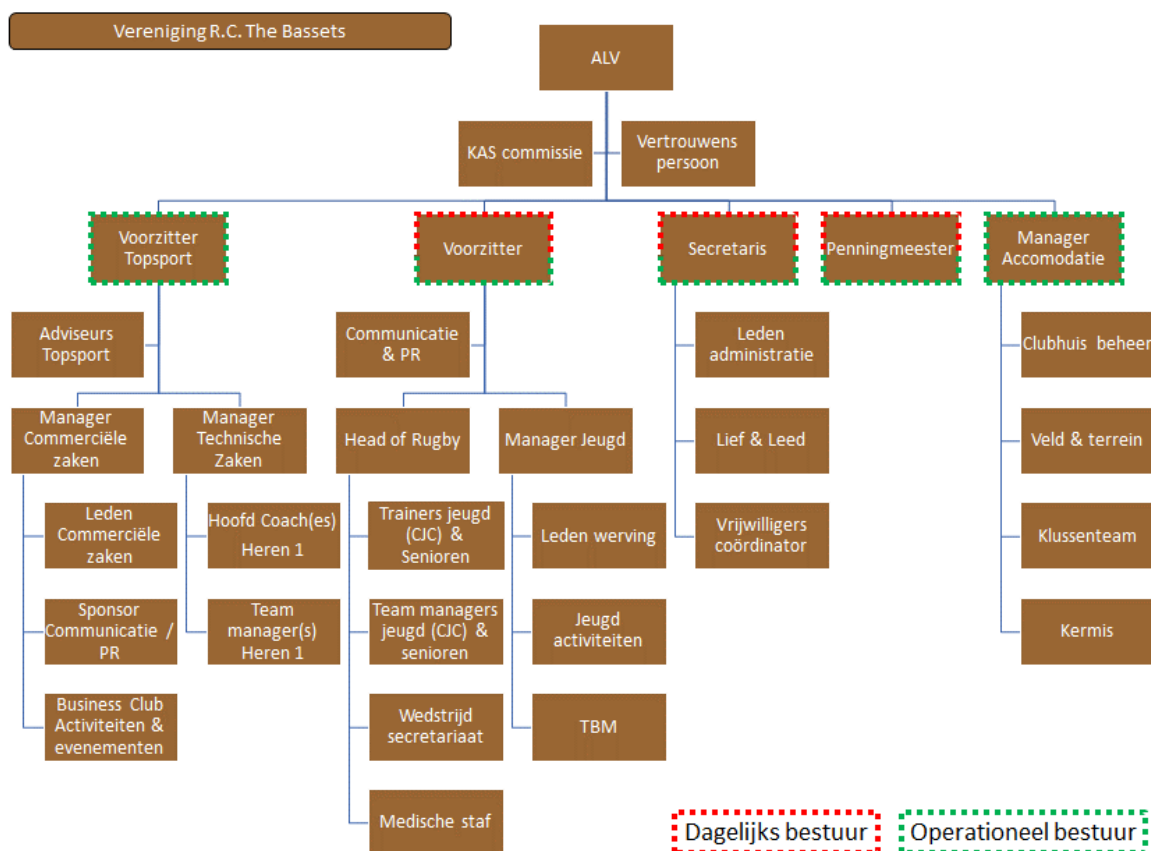 Vereniging R.C. The Bassets
ALV
KAS commissie
Vertrouwens
persoon
Voorzitter
Topsport
Voorzitter
Secretaris
Penningmeester
Manager
Accomodatie
Adviseurs
Topsport
Communicatie
& PR
Leden
administratie
Clubhuis beheer
Manager
Commerciële
zaken
Manager
Technische
Zaken
Head of Rugby
Manager Jeugd
Lief & Leed
Veld & terrein
Leden
Commerciële
zaken
Hoofd Coach(es)
Heren 1
Trainers jeugd
(CJC) &
Senioren
Leden werving
Vrijwilligers
coördinator
Klussenteam
Sponsor
Communicatie /
PR
Team
manager(s)
Heren 1
Team managers
jeugd (CJC) &
senioren
Jeugd
activiteiten
Kermis
Business Club
Activiteiten &
evenementen
Wedstrijd
secretariaat
TBM
Medische staf
Dagelijks bestuur
Operationeel bestuur